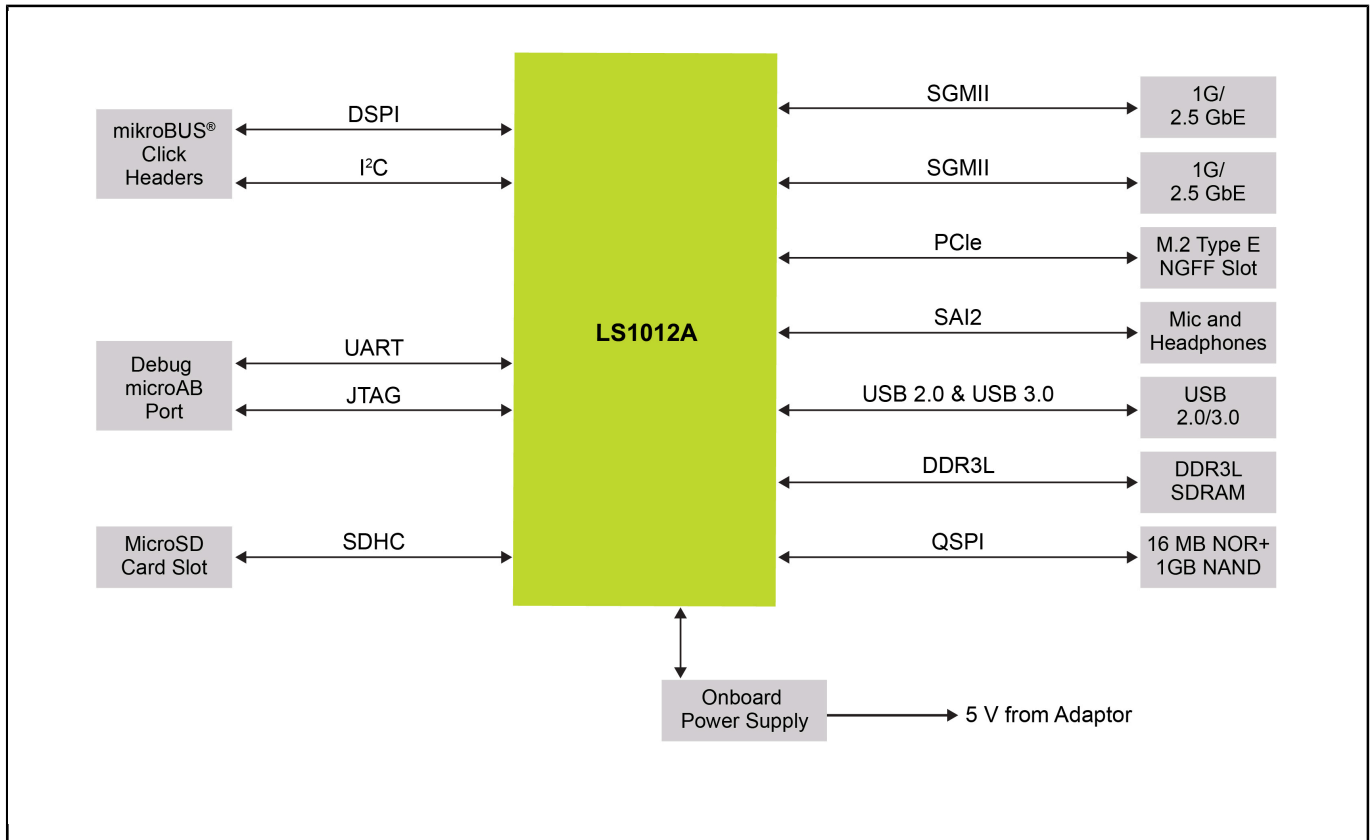 mikroBUS®
Click
Headers
DSPI
I²C
Debug
microAB
Port
UART
JTAG
MicroSD
Card Slot
SDHC
LS1012A
SGMII
1G/
2.5 GbE
SGMII
1G/
2.5 GbE
PCIe
M.2 Type E
NGFF Slot
SAI2
Mic and
Headphones
USB 2.0 & USB 3.0
USB
2.0/3.0
DDR3L
DDR3L
SDRAM
QSPI
16 MB NOR+
1GB NAND
Onboard
Power Supply
5 V from Adaptor